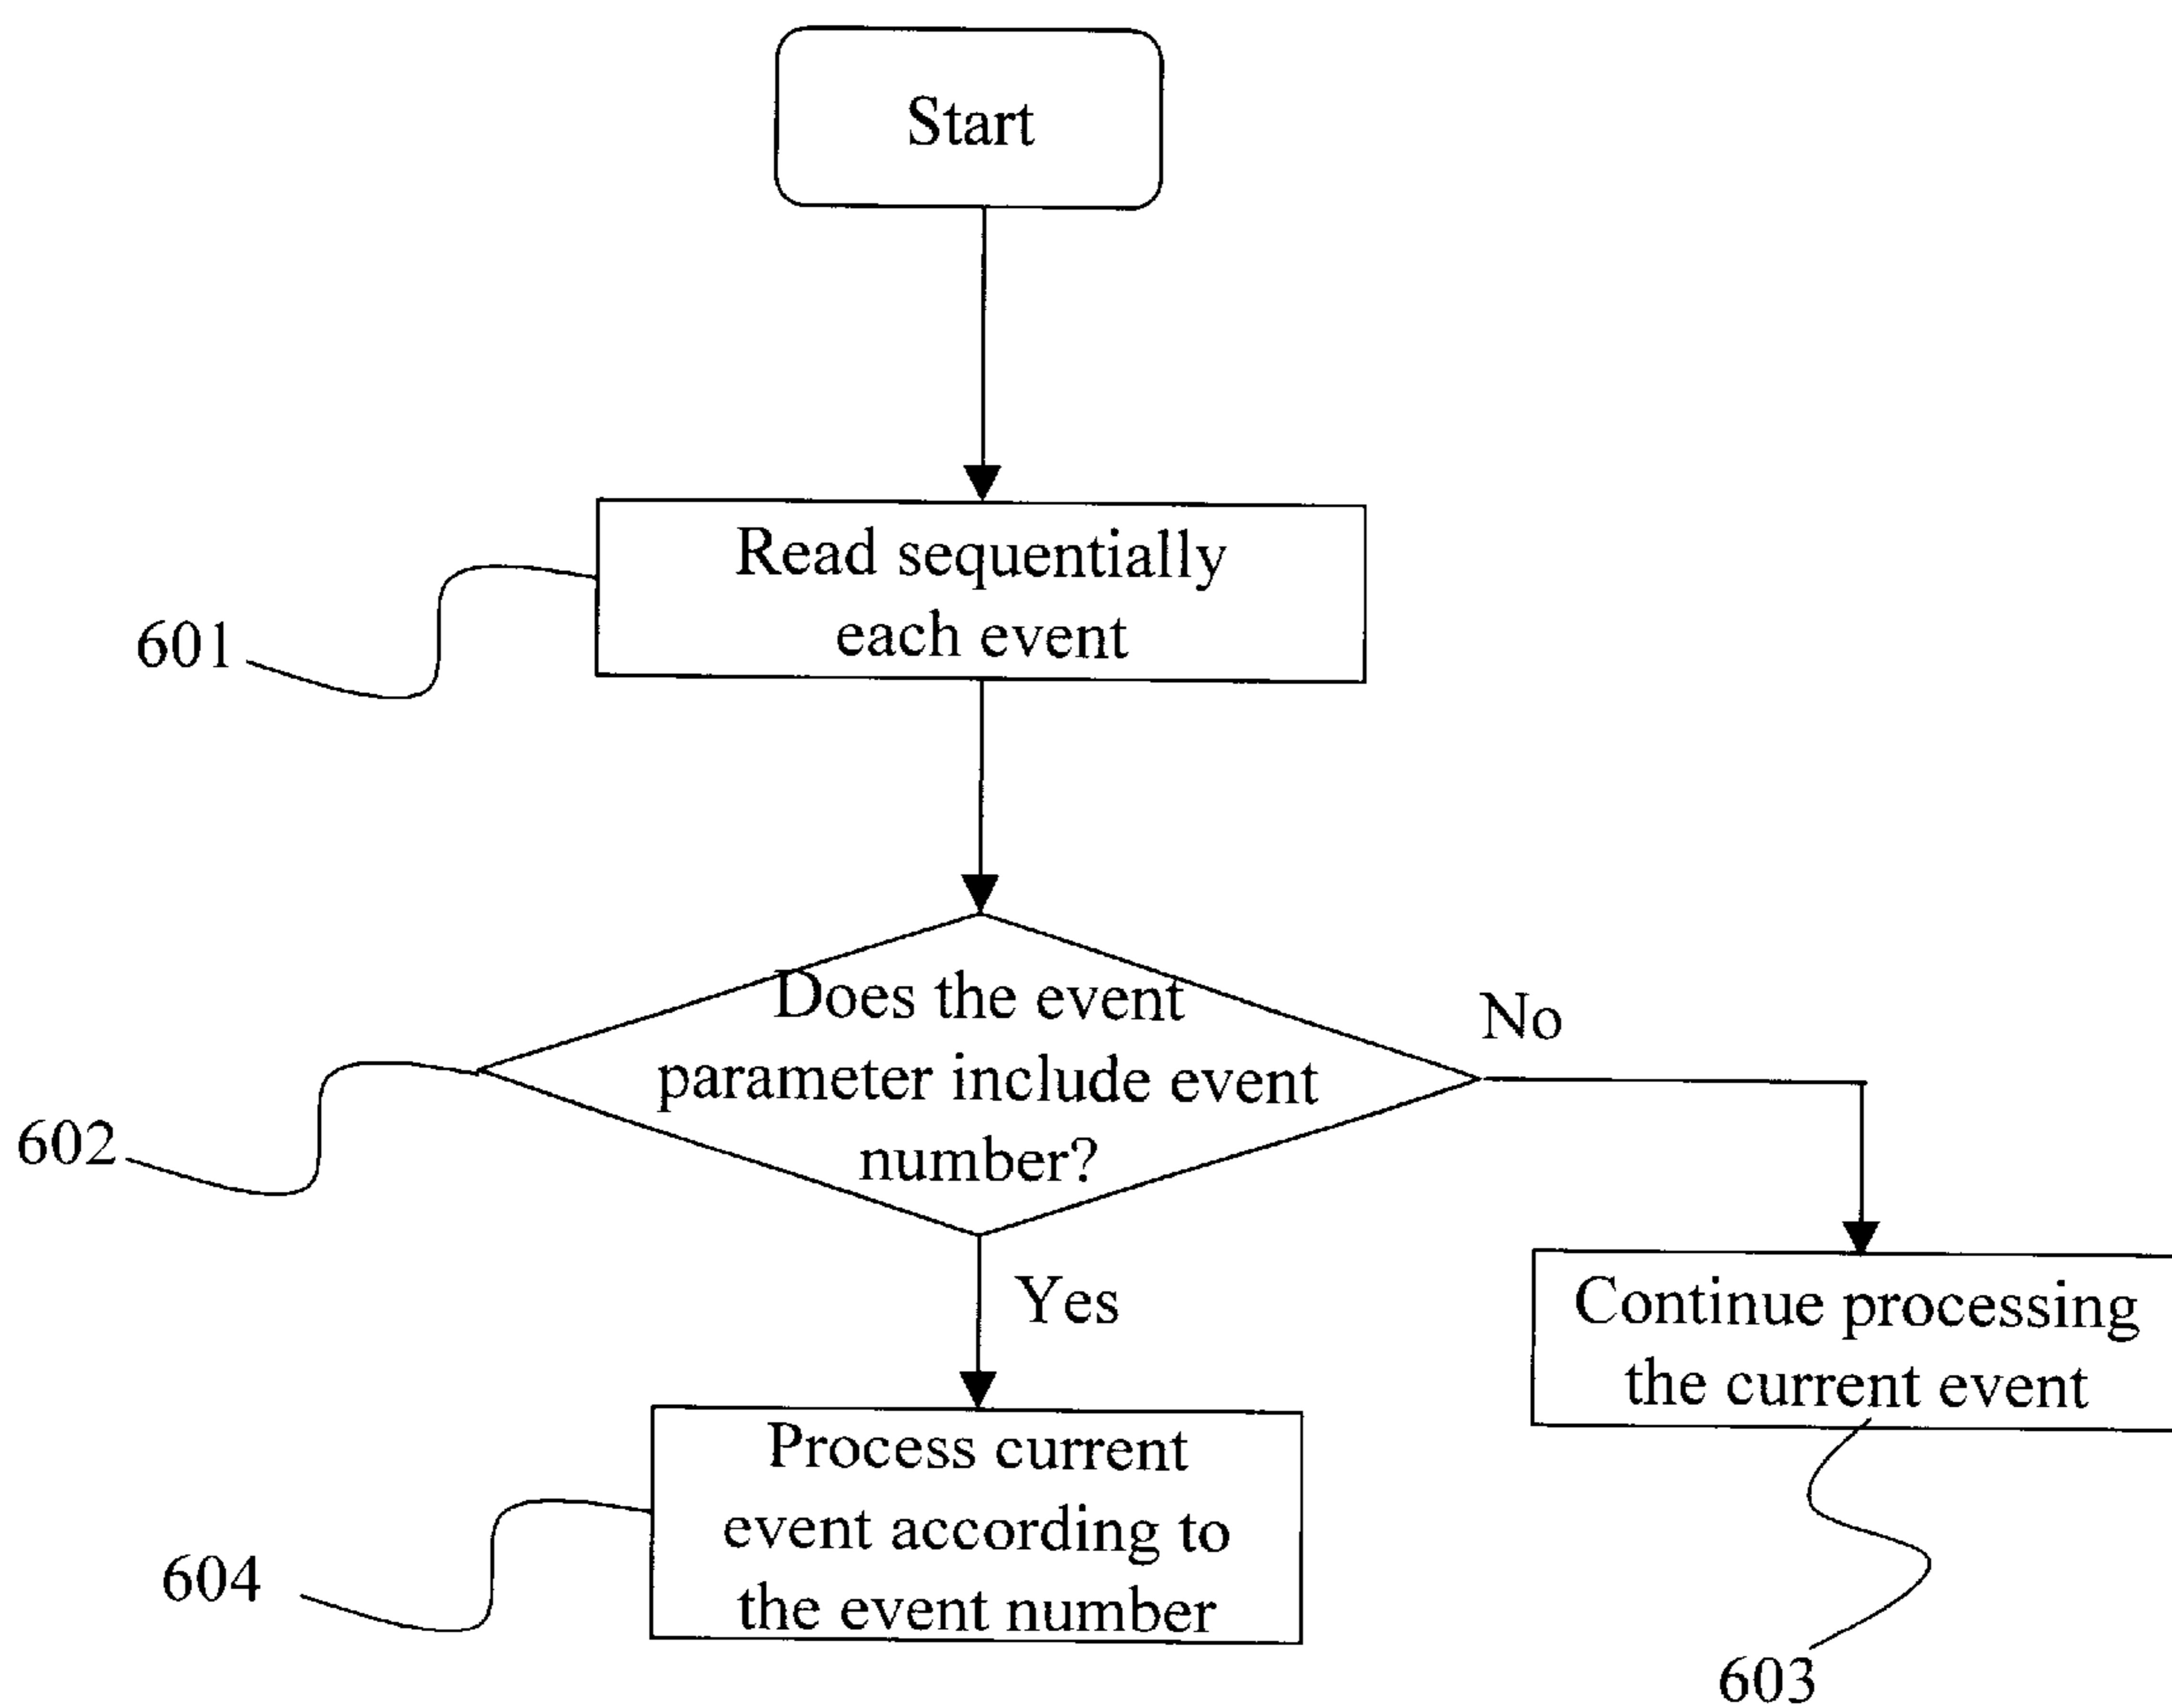 Start
Read sequentially
each event
601
Does the event
parameter include event
number?
No
602
Yes
Continue processing
the current event
Process current
event according to
the event number
604
603